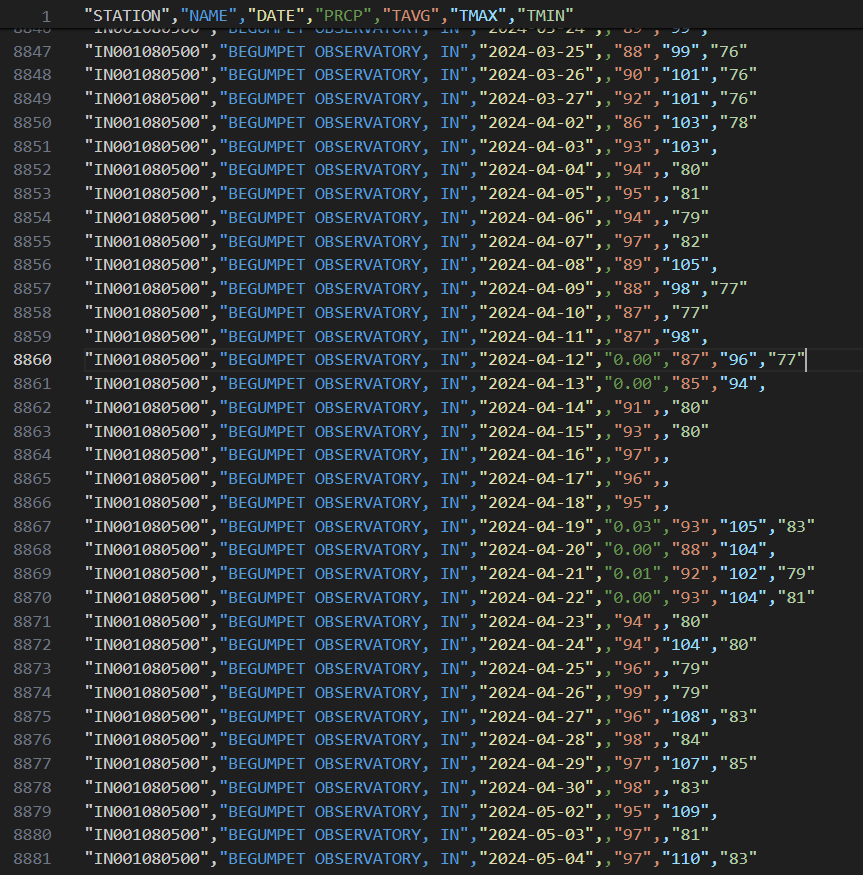 1 "STATION","NAME","DATE","PRCP","TAVG","TMAX","TMIN"
8846 "IN001080500","BEGUMPET OBSERVATORY, IN","2024-03-24",,"89","99",
8847 "IN001080500","BEGUMPET OBSERVATORY, IN","2024-03-25",,"88","99","76"
8848 "IN001080500","BEGUMPET OBSERVATORY, IN","2024-03-26",,"90","101","76"
8849 "IN001080500","BEGUMPET OBSERVATORY, IN","2024-03-27",,"92","101","76"
8850 "IN001080500","BEGUMPET OBSERVATORY, IN","2024-04-02",,"86","103","78"
8851 "IN001080500","BEGUMPET OBSERVATORY, IN","2024-04-03",,"93","103",
8852 "IN001080500","BEGUMPET OBSERVATORY, IN","2024-04-04",,"94",,"80"
8853 "IN001080500","BEGUMPET OBSERVATORY, IN","2024-04-05",,"95",,"81"
8854 "IN001080500","BEGUMPET OBSERVATORY, IN","2024-04-06",,"94",,"79"
8855 "IN001080500","BEGUMPET OBSERVATORY, IN","2024-04-07",,"97",,"82"
8856 "IN001080500","BEGUMPET OBSERVATORY, IN","2024-04-08",,"89","105",
8857 "IN001080500","BEGUMPET OBSERVATORY, IN","2024-04-09",,"88","98","77"
8858 "IN001080500","BEGUMPET OBSERVATORY, IN","2024-04-10",,"87",,"77"
8859 "IN001080500","BEGUMPET OBSERVATORY, IN","2024-04-11",,"87","98",
8860 "IN001080500","BEGUMPET OBSERVATORY, IN","2024-04-12","0.00","87","96","77"
8861 "IN001080500","BEGUMPET OBSERVATORY, IN","2024-04-13","0.00","85","94",
8862 "IN001080500","BEGUMPET OBSERVATORY, IN","2024-04-14",,"91",,"80"
8863 "IN001080500","BEGUMPET OBSERVATORY, IN","2024-04-15",,"93",,"80"
8864 "IN001080500","BEGUMPET OBSERVATORY, IN","2024-04-16",,"97",,
8865 "IN001080500","BEGUMPET OBSERVATORY, IN","2024-04-17",,"96",,
8866 "IN001080500","BEGUMPET OBSERVATORY, IN","2024-04-18",,"95",,
8867 "IN001080500","BEGUMPET OBSERVATORY, IN","2024-04-19","0.03","93","105","83"
8868 "IN001080500","BEGUMPET OBSERVATORY, IN","2024-04-20","0.00","88","104",
8869 "IN001080500","BEGUMPET OBSERVATORY, IN","2024-04-21","0.01","92","102","79"
8870 "IN001080500","BEGUMPET OBSERVATORY, IN","2024-04-22","0.00","93","104","81"
8871 "IN001080500","BEGUMPET OBSERVATORY, IN","2024-04-23",,"94",,"80"
8872 "IN001080500","BEGUMPET OBSERVATORY, IN","2024-04-24",,"94","104","80"
8873 "IN001080500","BEGUMPET OBSERVATORY, IN","2024-04-25",,"96",,"79"
8874 "IN001080500","BEGUMPET OBSERVATORY, IN","2024-04-26",,"99",,"79"
8875 "IN001080500","BEGUMPET OBSERVATORY, IN","2024-04-27",,"96","108","83"
8876 "IN001080500","BEGUMPET OBSERVATORY, IN","2024-04-28",,"98",,"84"
8877 "IN001080500","BEGUMPET OBSERVATORY, IN","2024-04-29",,"97","107","85"
8878 "IN001080500","BEGUMPET OBSERVATORY, IN","2024-04-30",,"98",,"83"
8879 "IN001080500","BEGUMPET OBSERVATORY, IN","2024-05-02",,"95","109",
8880 "IN001080500","BEGUMPET OBSERVATORY, IN","2024-05-03",,"97",,"81"
8881 "IN001080500","BEGUMPET OBSERVATORY, IN","2024-05-04",,"97","110","83"